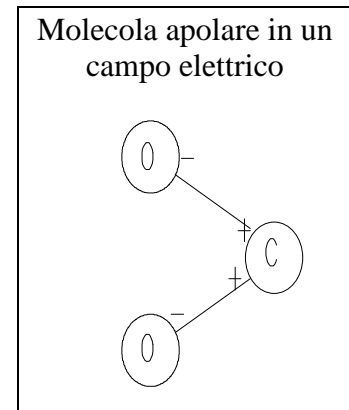 Molecola apolare in un
campo elettrico
O -
+ C
+
-
O